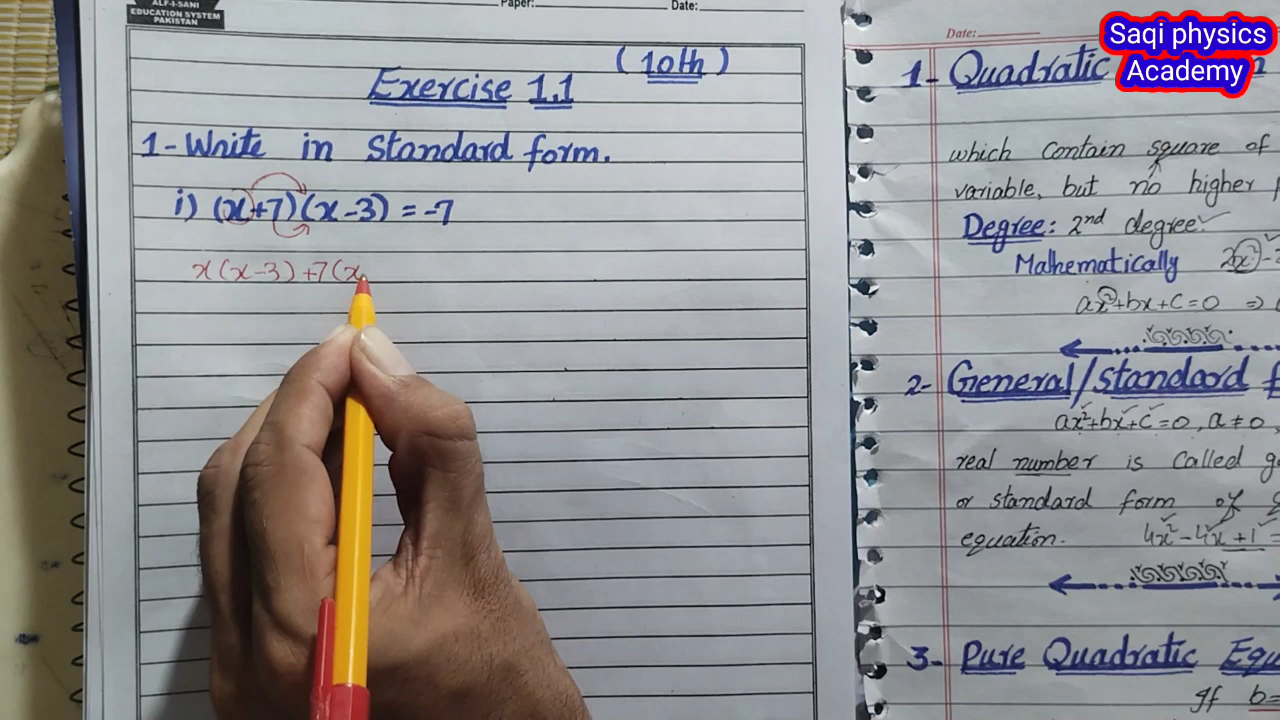 ALF-I-SANI
EDUCATION SYSTEM
PAKISTAN
Paper: Date:
(10th)
Exercise 1.1
1- Write in Standard form.
i) (x+7)(x-3) = -7
x(x-3) +7(x
Date:
Saqi physics
Academy
1- Quadratic
which contain square of
variable, but no higher
Degree: 2nd degree.
Mathematically 2x²-
ax²+bx+c=0 ⇒
2- General/standard f
ax²+bx+c=0, a≠0,
real number is called g
or standard form of
equation. 4x²-4x+1=
3- Pure Quadratic Equ
If b=